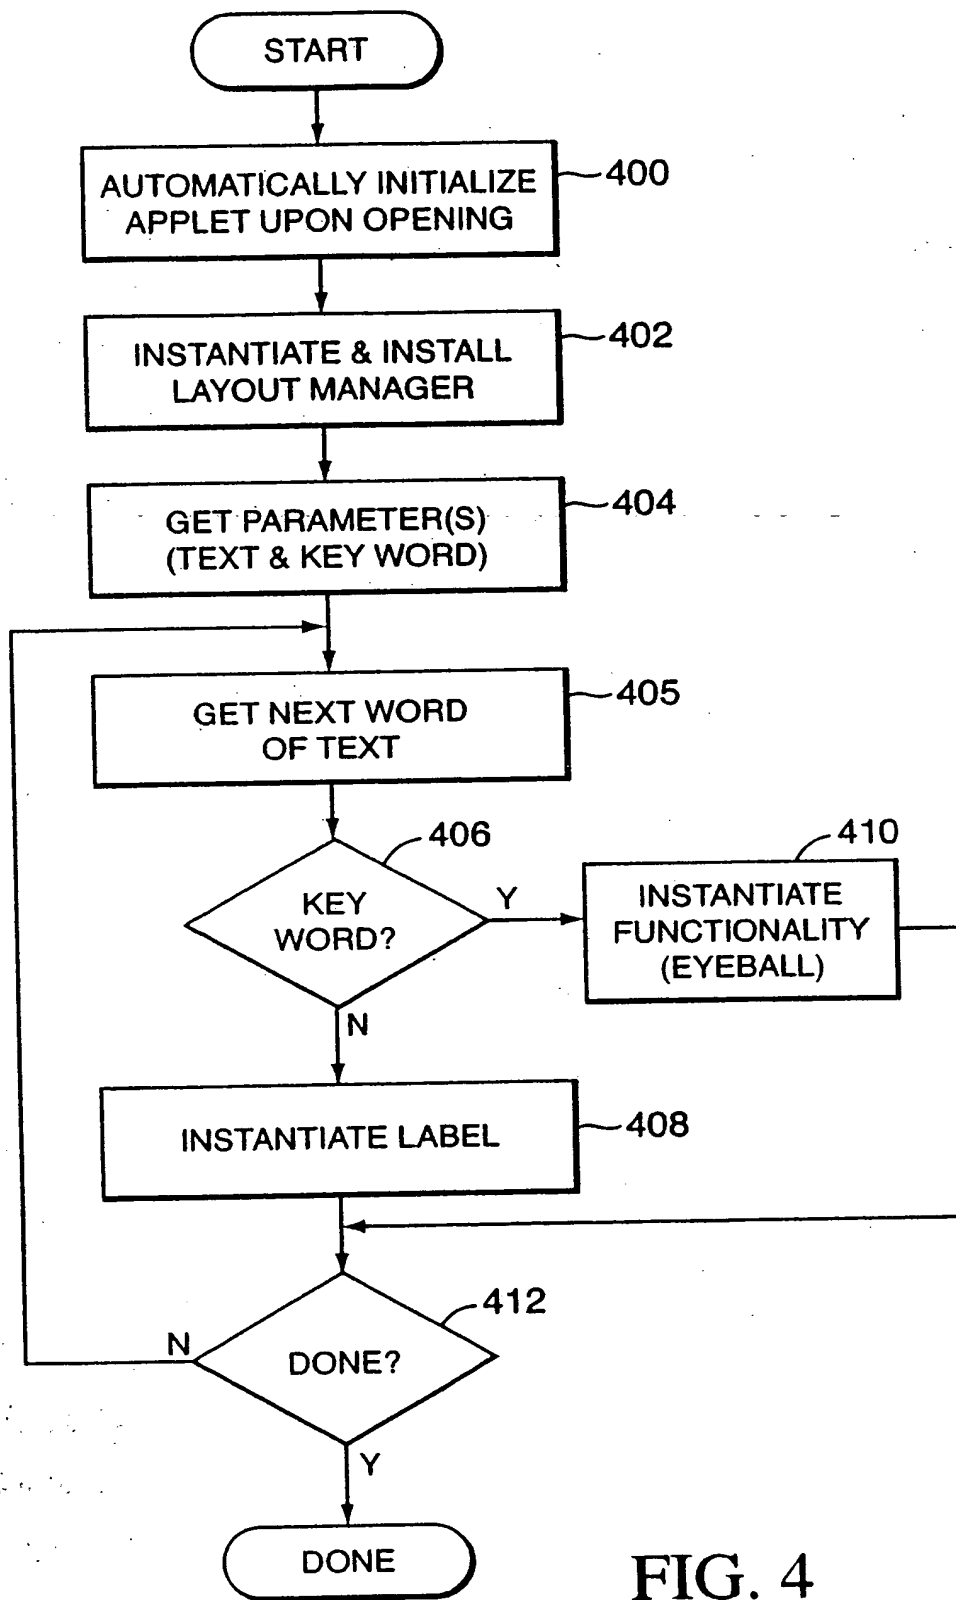 START
AUTOMATICALLY INITIALIZE
APPLET UPON OPENING
400
INSTANTIATE & INSTALL
LAYOUT MANAGER
402
GET PARAMETER(S)
(TEXT & KEY WORD)
404
GET NEXT WORD
OF TEXT
405
406
KEY
WORD?
Y
410
INSTANTIATE
FUNCTIONALITY
(EYEBALL)
N
INSTANTIATE LABEL
408
412
N
DONE?
Y
DONE
FIG. 4